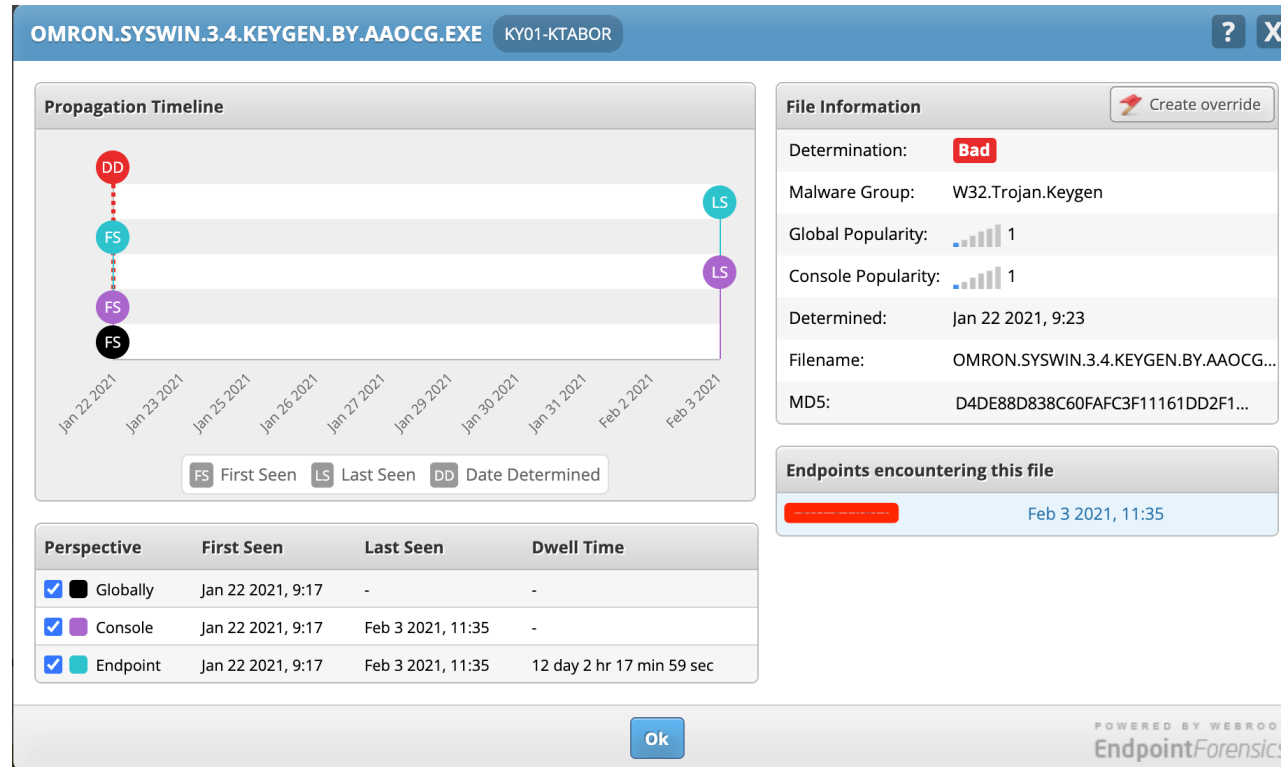 OMRON.SYSWIN.3.4.KEYGEN.BY.AAOCG.EXE KY01-KTABOR ? X
Propagation Timeline
DD
LS
FS
LS
FS
FS
Jan 22 2021 Jan 23 2021 Jan 25 2021 Jan 26 2021 Jan 27 2021 Jan 29 2021 Jan 30 2021 Jan 31 2021 Feb 2 2021 Feb 3 2021
FS First Seen LS Last Seen DD Date Determined
Perspective First Seen Last Seen Dwell Time
Globally Jan 22 2021, 9:17 - -
Console Jan 22 2021, 9:17 Feb 3 2021, 11:35 -
Endpoint Jan 22 2021, 9:17 Feb 3 2021, 11:35 12 day 2 hr 17 min 59 sec
File Information Create override
Determination: Bad
Malware Group: W32.Trojan.Keygen
Global Popularity: 1
Console Popularity: 1
Determined: Jan 22 2021, 9:23
Filename: OMRON.SYSWIN.3.4.KEYGEN.BY.AAOCG...
MD5: D4DE88D838C60FAFC3F11161DD2F1...
Endpoints encountering this file
Feb 3 2021, 11:35
Ok
POWERED BY WEBROO
EndpointForensics